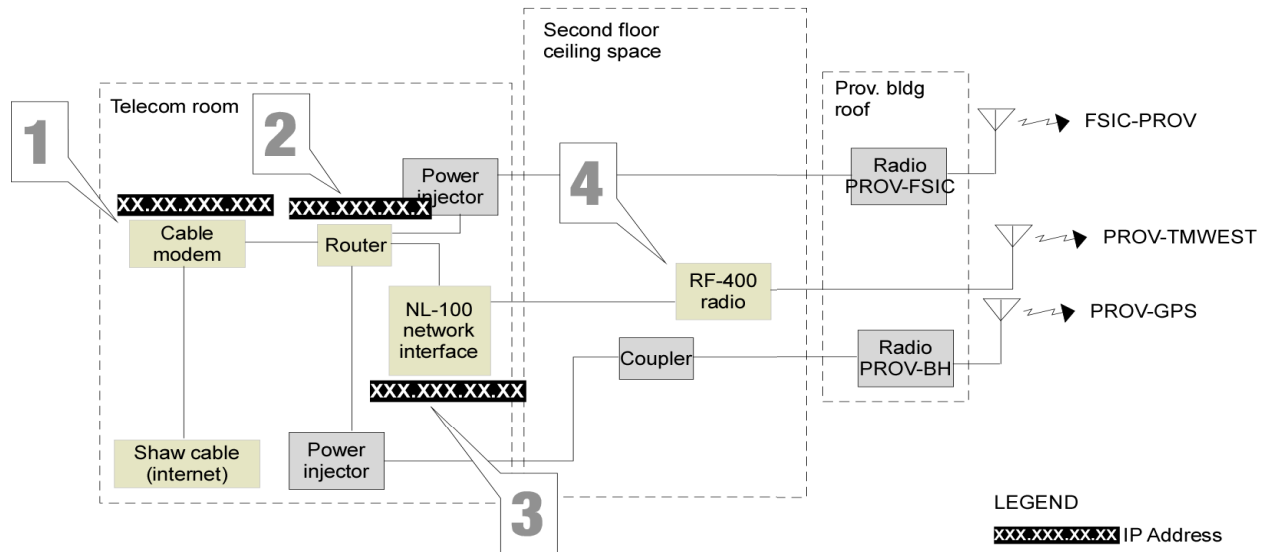 Second floor
ceiling space
Telecom room
Prov. bldg
roof
1
2
4
FSIC-PROV
Power
injector
Radio
PROV-FSIC
XX.XX.XXX.XXX
XXX.XXX.XX.X
Cable
modem
Router
PROV-TMWEST
RF-400
radio
NL-100
network
interface
PROV-GPS
Coupler
Radio
PROV-BH
XXX.XXX.XX.XX
Shaw cable
(internet)
Power
injector
3
LEGEND
XXX.XXX.XX.XX IP Address